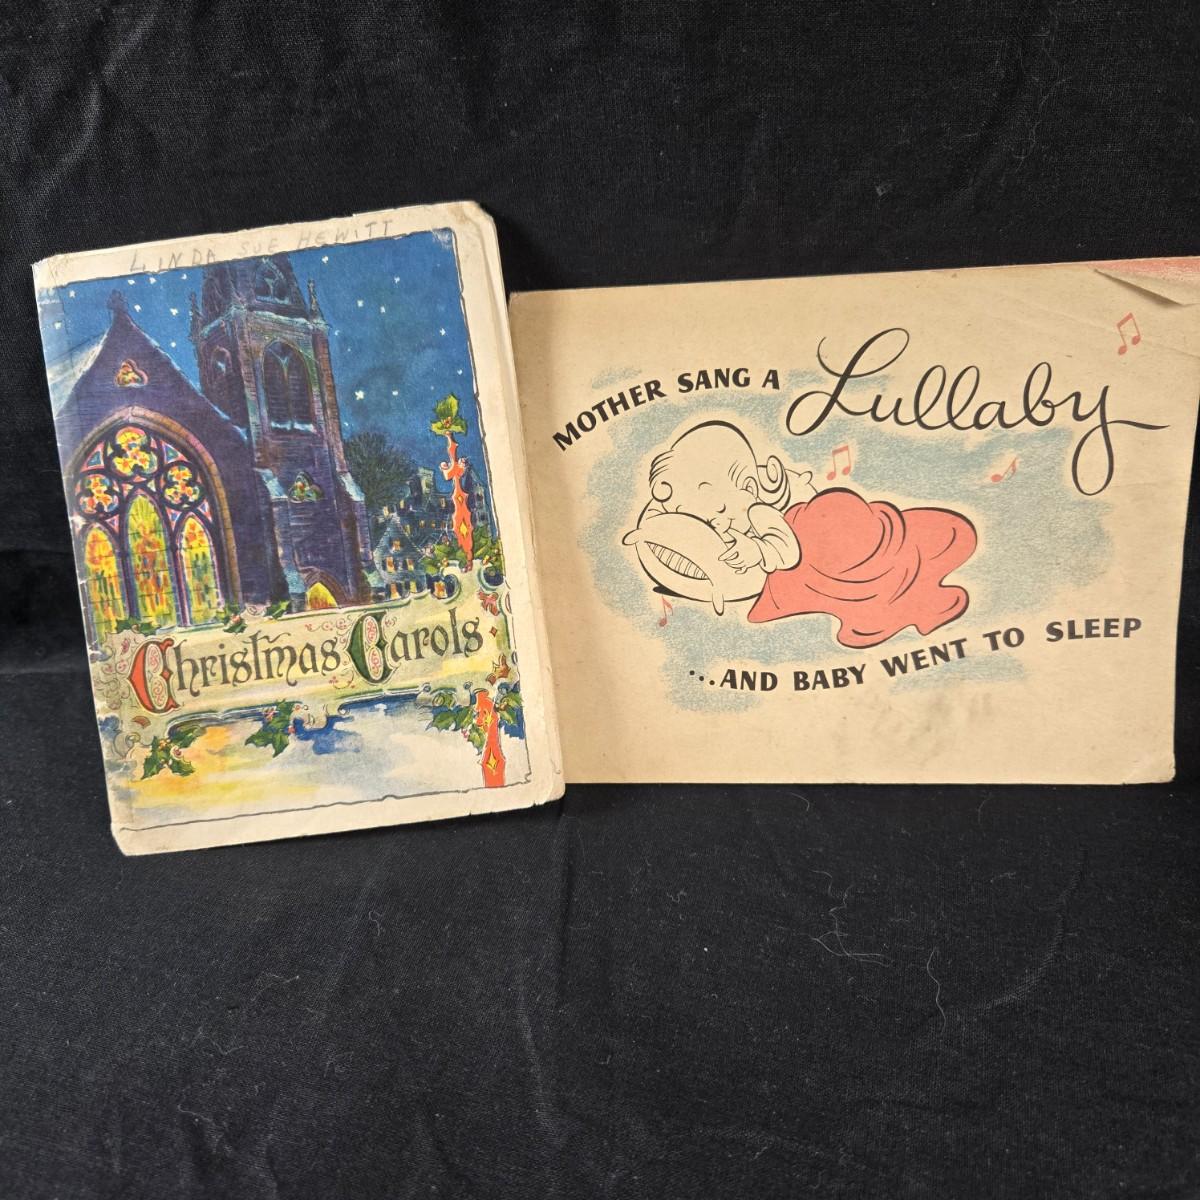 LINDA SUE HEWITT
Christmas Carols
MOTHER SANG A Lullaby
...AND BABY WENT TO SLEEP